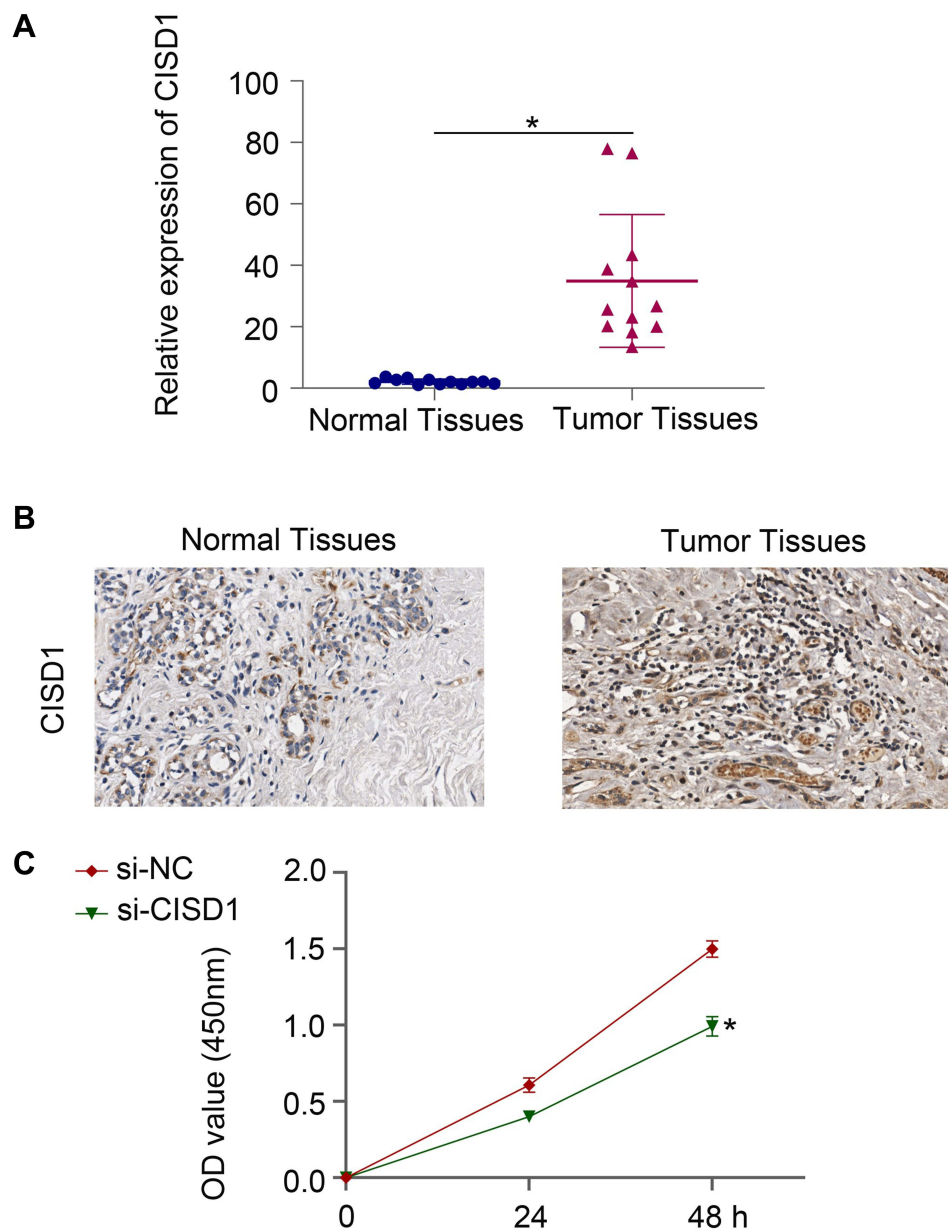 A
Relative expression of CISD1
100
80
60
40
20
0
*
Normal Tissues
Tumor Tissues
B
Normal Tissues
Tumor Tissues
CISD1
C
si-NC
si-CISD1
OD value (450nm)
2.0
1.5
1.0
0.5
0.0
*
0
24
48 h